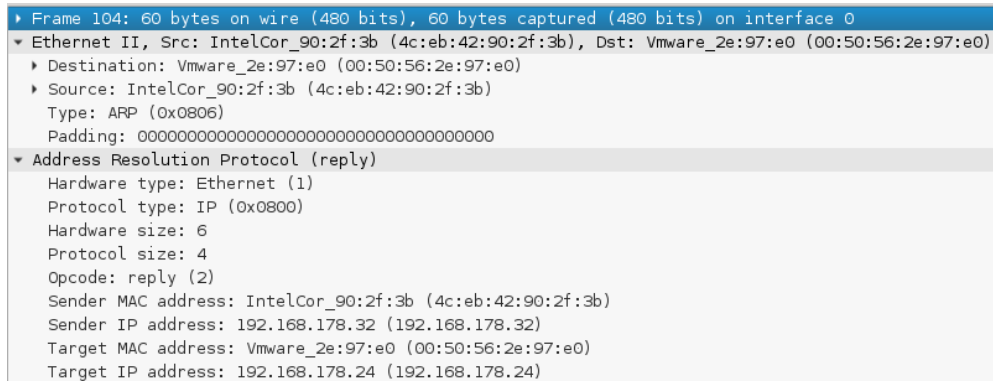 Frame 104: 60 bytes on wire (480 bits), 60 bytes captured (480 bits) on interface 0
Ethernet II, Src: IntelCor_90:2f:3b (4c:eb:42:90:2f:3b), Dst: Vmware_2e:97:e0 (00:50:56:2e:97:e0)
Destination: Vmware_2e:97:e0 (00:50:56:2e:97:e0)
Source: IntelCor_90:2f:3b (4c:eb:42:90:2f:3b)
Type: ARP (0x0806)
Padding: 000000000000000000000000000000000000
Address Resolution Protocol (reply)
Hardware type: Ethernet (1)
Protocol type: IP (0x0800)
Hardware size: 6
Protocol size: 4
Opcode: reply (2)
Sender MAC address: IntelCor_90:2f:3b (4c:eb:42:90:2f:3b)
Sender IP address: 192.168.178.32 (192.168.178.32)
Target MAC address: Vmware_2e:97:e0 (00:50:56:2e:97:e0)
Target IP address: 192.168.178.24 (192.168.178.24)